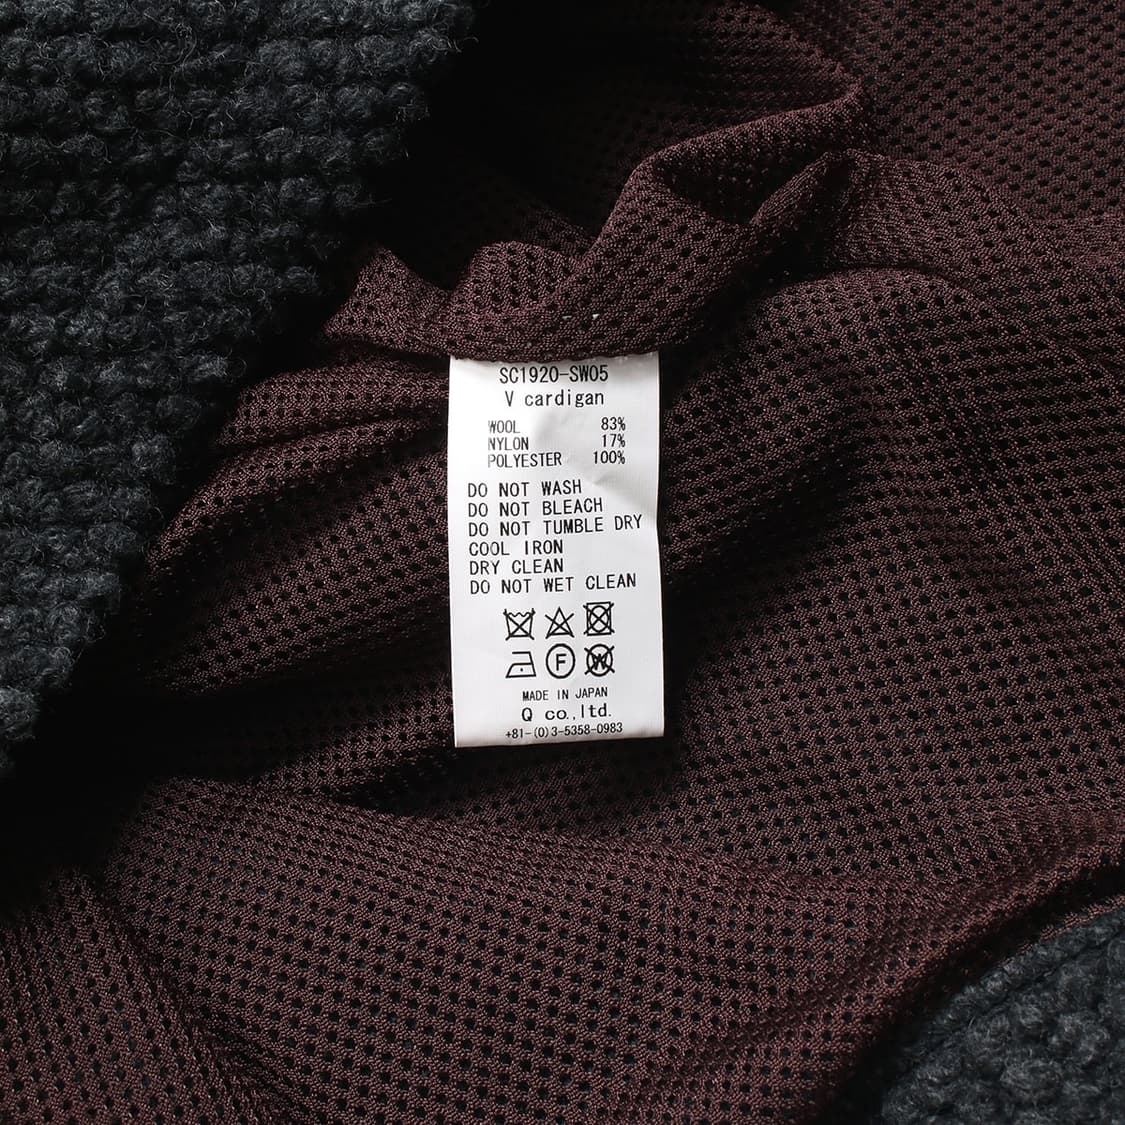 SC1920-SW05
V cardigan
WOOL 83%
NYLON 17%
POLYESTER 100%
DO NOT WASH
DO NOT BLEACH
DO NOT TUMBLE DRY
COOL IRON
DRY CLEAN
DO NOT WET CLEAN
F W
MADE IN JAPAN
Q co.,ltd.
+81-(0)3-5358-0983